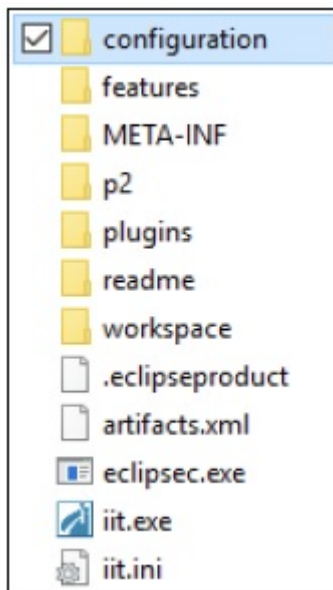 configuration
features
META-INF
p2
plugins
readme
workspace
.eclipseproduct
artifacts.xml
eclipsec.exe
iit.exe
iit.ini